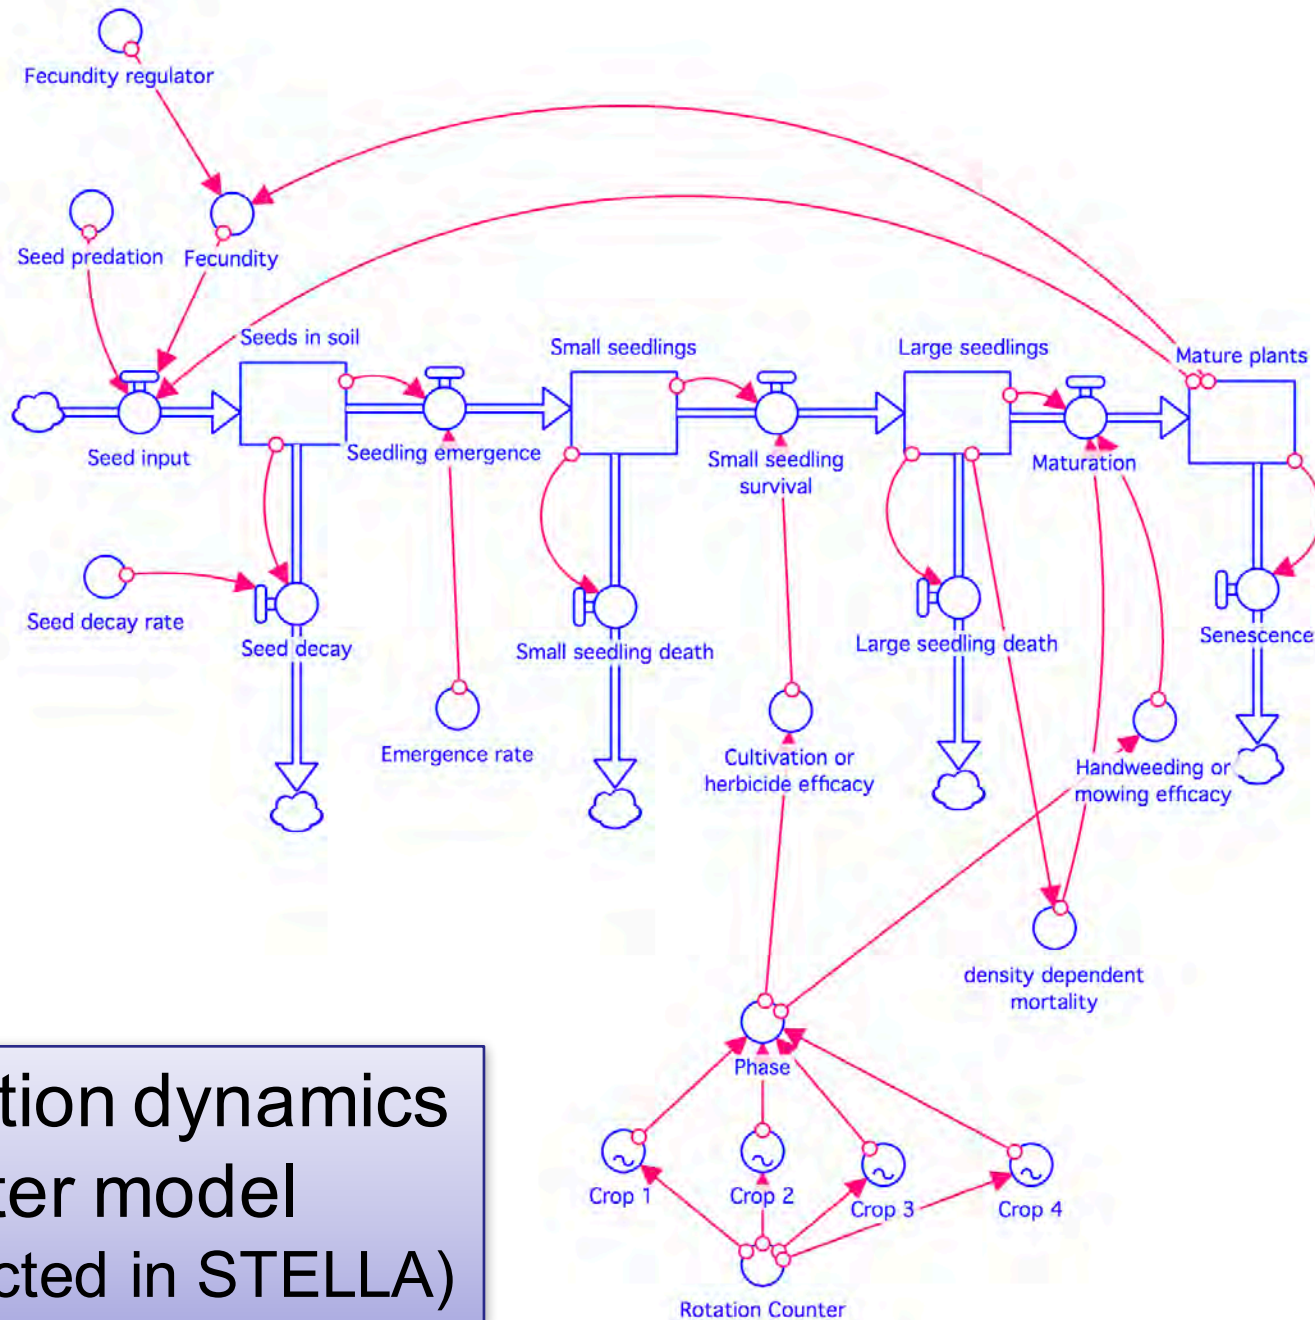 Fecundity regulator
Seed predation
Fecundity
Seeds in soil
Small seedlings
Large seedlings
Mature plants
Seed input
Seedling emergence
Small seedling
survival
Maturation
Seed decay rate
Seed decay
Small seedling death
Large seedling death
Senescence
Emergence rate
Cultivation or
herbicide efficacy
Handweeding or
mowing efficacy
density dependent
mortality
Phase
Crop 1
Crop 2
Crop 3
Crop 4
Rotation Counter
tion dynamics
ter model
cted in STELLA)